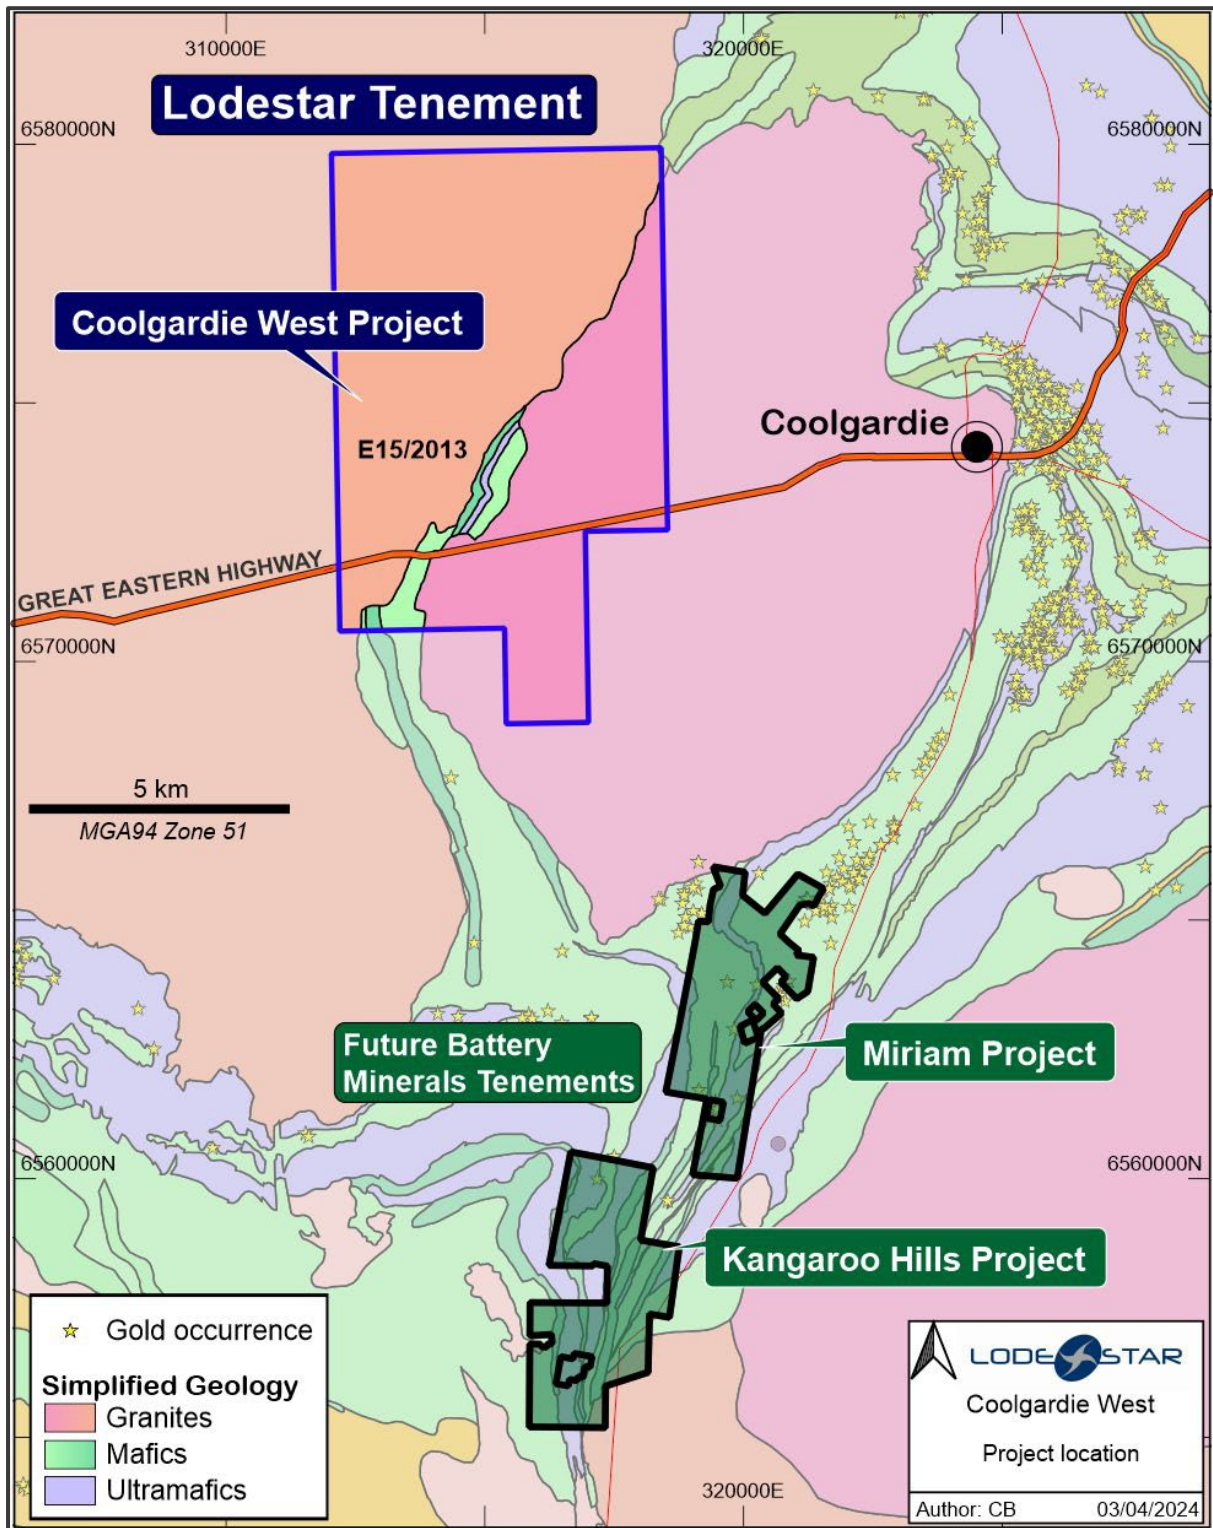 310000E
320000E
Lodestar Tenement
6580000N
6580000N
Coolgardie West Project
Coolgardie
E15/2013
GREAT EASTERN HIGHWAY
6570000N
6570000N
5 km
MGA94 Zone 51
Future Battery
Minerals Tenements
Miriam Project
6560000N
6560000N
Kangaroo Hills Project
Gold occurrence
Simplified Geology
Granites
Mafics
Ultramafics
320000E
LODESTAR
Coolgardie West
Project location
Author: CB
03/04/2024